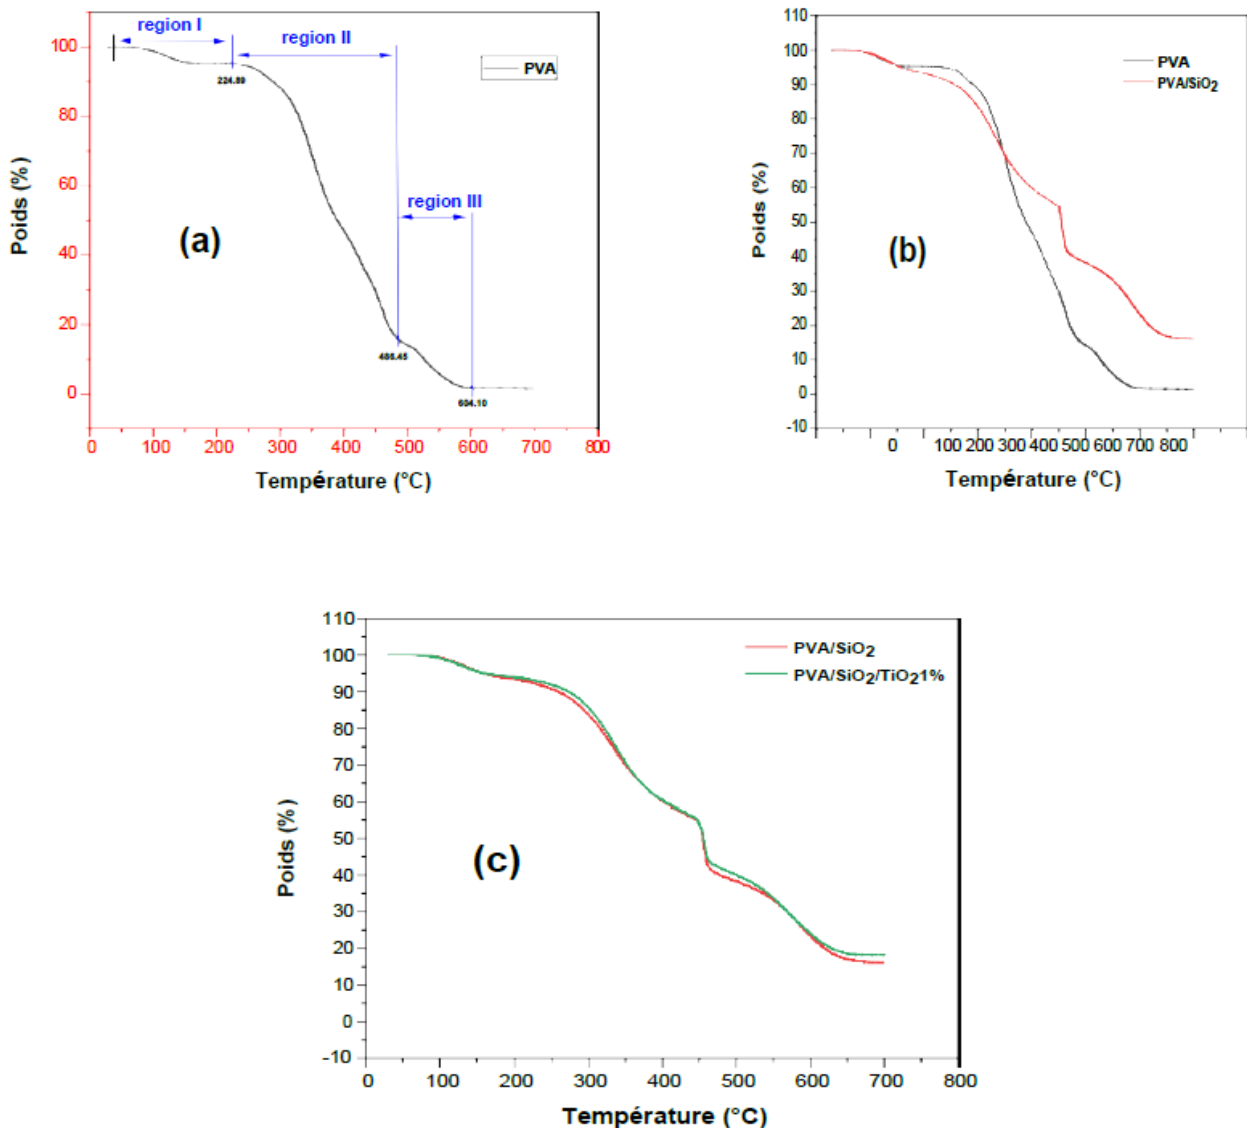 region I
region II
PVA
100
224.89
80
60
region III
(a)
40
20
486.45
604.10
0
0 100 200 300 400 500 600 700 800
Poids (%)
Température (°C)
110
100
90
80
70
60
50
40
30
20
10
0
-10
PVA
PVA/SiO2
(b)
0 100 200 300 400 500 600 700 800
Poids (%)
Température (°C)
110
100
90
80
70
60
50
40
30
20
10
0
-10
PVA/SiO2
PVA/SiO2/TiO21%
(c)
0 100 200 300 400 500 600 700 800
Poids (%)
Température (°C)